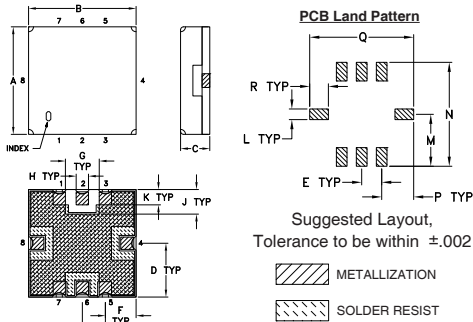 PCB Land Pattern
B
7 6 5
A
8
4
INDEX
1 2 3
C
Q
R TYP
L TYP
N
M
E TYP
P TYP
G
TYP
H TYP
1 2 3
K TYP
J TYP
8
4
D TYP
7 6 5
F
TYP
Suggested Layout,
Tolerance to be within ±.002
METALLIZATION
SOLDER RESIST